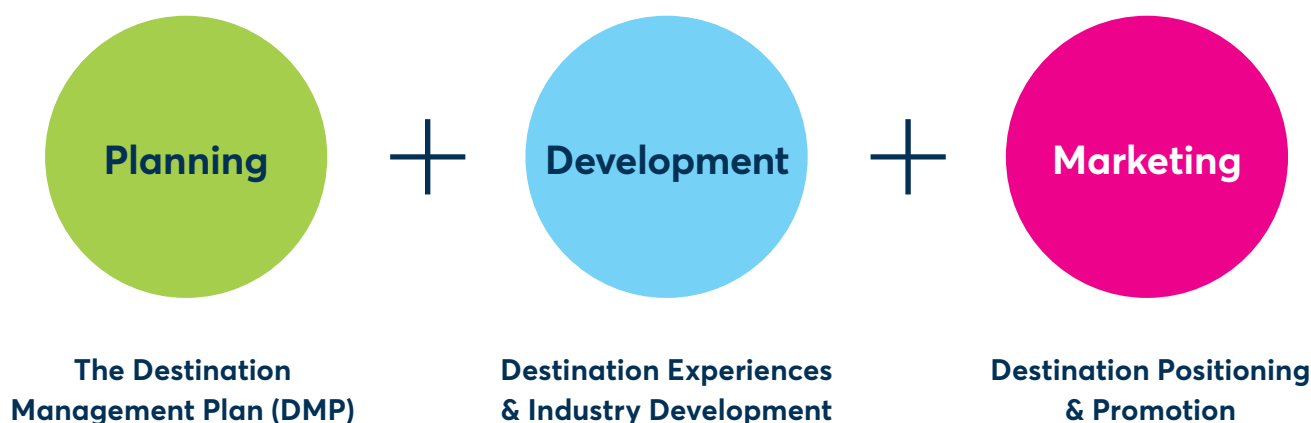 Planning
Development
Marketing
The Destination
Management Plan (DMP)
Destination Experiences
& Industry Development
Destination Positioning
& Promotion